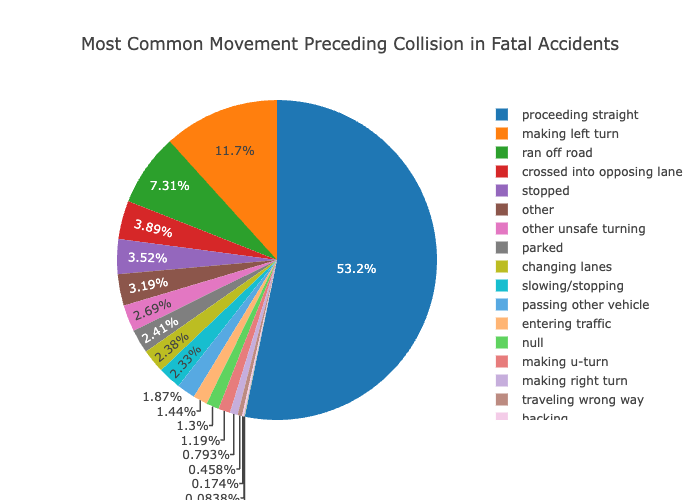 Most Common Movement Preceding Collision in Fatal Accidents
53.2%
11.7%
7.31%
3.89%
3.52%
3.19%
2.69%
2.41%
2.38%
2.33%
1.87%
1.44%
1.3%
1.19%
0.793%
0.458%
0.174%
0.0838%
proceeding straight
making left turn
ran off road
crossed into opposing lane
stopped
other
other unsafe turning
parked
changing lanes
slowing/stopping
passing other vehicle
entering traffic
null
making u-turn
making right turn
traveling wrong way
backing